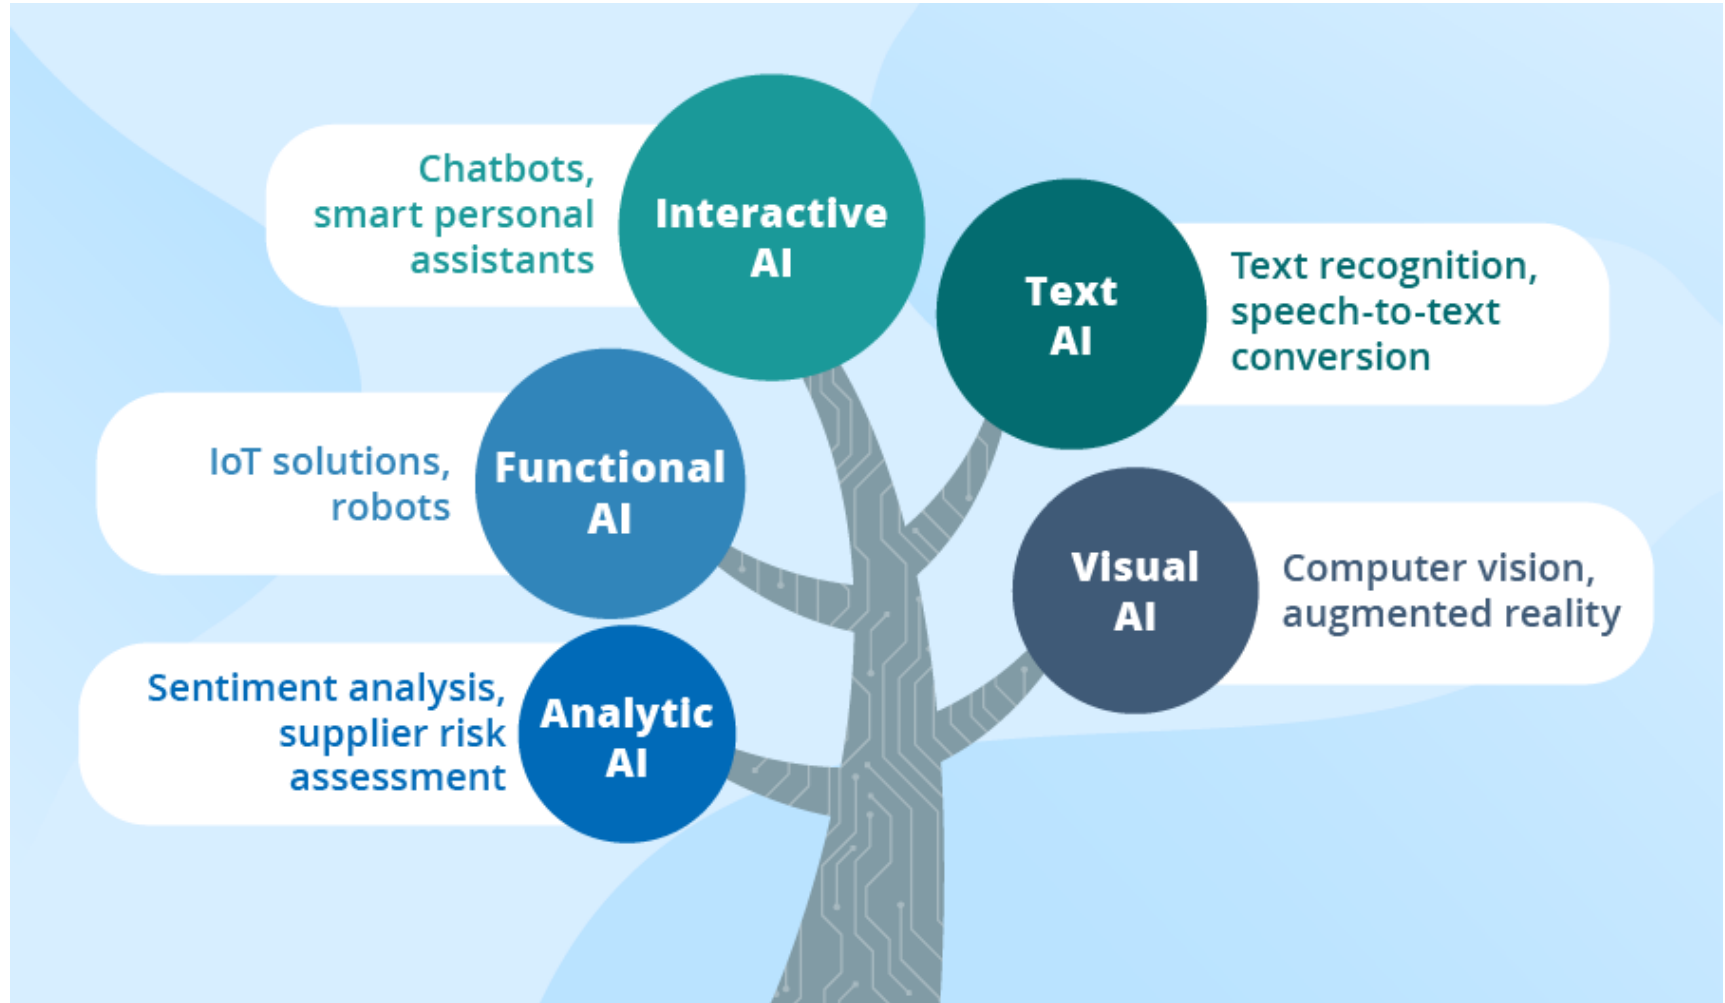 Chatbots,
smart personal
assistants
Interactive
AI
Text
AI
Text recognition,
speech-to-text
conversion
IoT solutions,
robots
Functional
AI
Visual
AI
Computer vision,
augmented reality
Sentiment analysis,
supplier risk
assessment
Analytic
AI